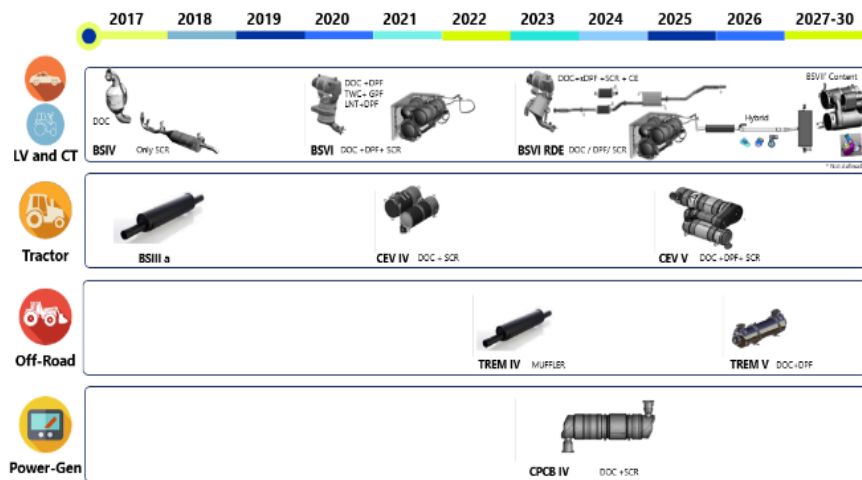 2017 2018 2019 2020 2021 2022 2023 2024 2025 2026 2027-30
LV and CT
DOC
BSIV Only SCR
DOC +DPF
TWC+ GPF
LNT+DPF
BSVI DOC +DPF+ SCR
DOC+sDPF +SCR + CE
BSVI RDE DOC / DPF/ SCR
Hybrid
BSVII* Content
* Not defined
Tractor
BSIII a
CEV IV DOC + SCR
CEV V DOC +DPF+ SCR
Off-Road
TREM IV MUFFLER
TREM V DOC+DPF
Power-Gen
CPCB IV DOC +SCR